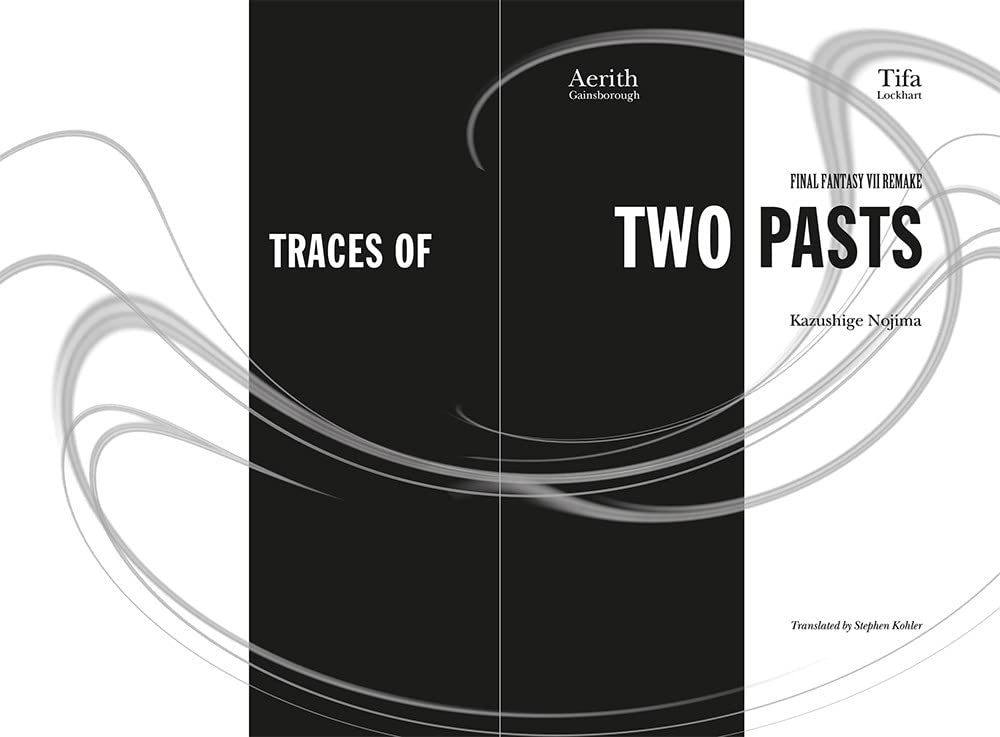 Aerith
Gainsborough
Tifa
Lockhart
FINAL FANTASY VII REMAKE
TRACES OF TWO PASTS
Kazushige Nojima
Translated by Stephen Kohler